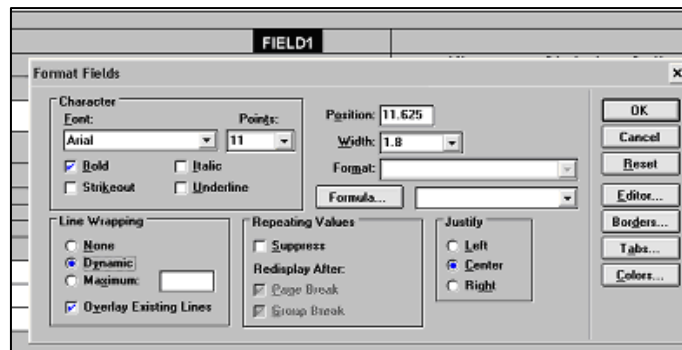 FIELD1
Format Fields
Character
Font:
Points:
Arial
11
Bold
Italic
Strikeout
Underline
Position: 11.625
Width: 1.8
Format:
Formula...
OK
Cancel
Reset
Editor...
Borders...
Tabs...
Colors...
Line Wrapping
None
Dynamic
Maximum:
Overlay Existing Lines
Repeating Values
Suppress
Redisplay After:
Page Break
Group Break
Justify
Left
Center
Right